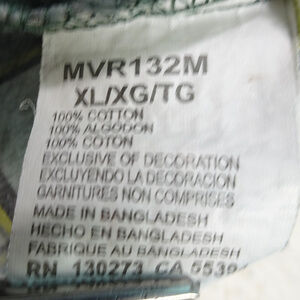 MVR132M
XL/XG/TG
100% COTTON
100% ALGODON
100% COTON
EXCLUSIVE OF DECORATION
EXCLUYENDO LA DECORACION
GARNITURES NON COMPRISES
MADE IN BANGLADESH
HECHO EN BANGLADESH
FABRIQUE AU BANGLADESH
RN 130273 CA 5539